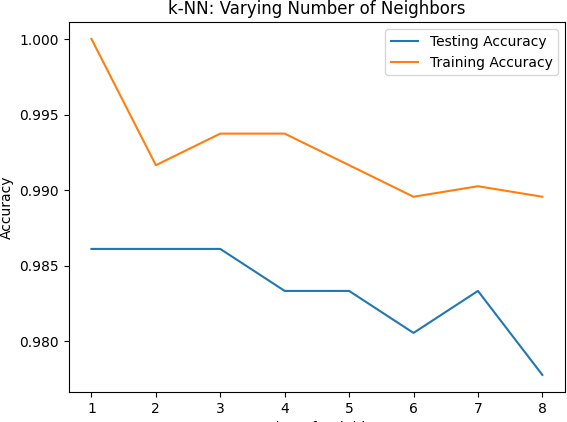 k-NN: Varying Number of Neighbors
Testing Accuracy
Training Accuracy
1.000
0.995
0.990
0.985
0.980
Accuracy
1 2 3 4 5 6 7 8